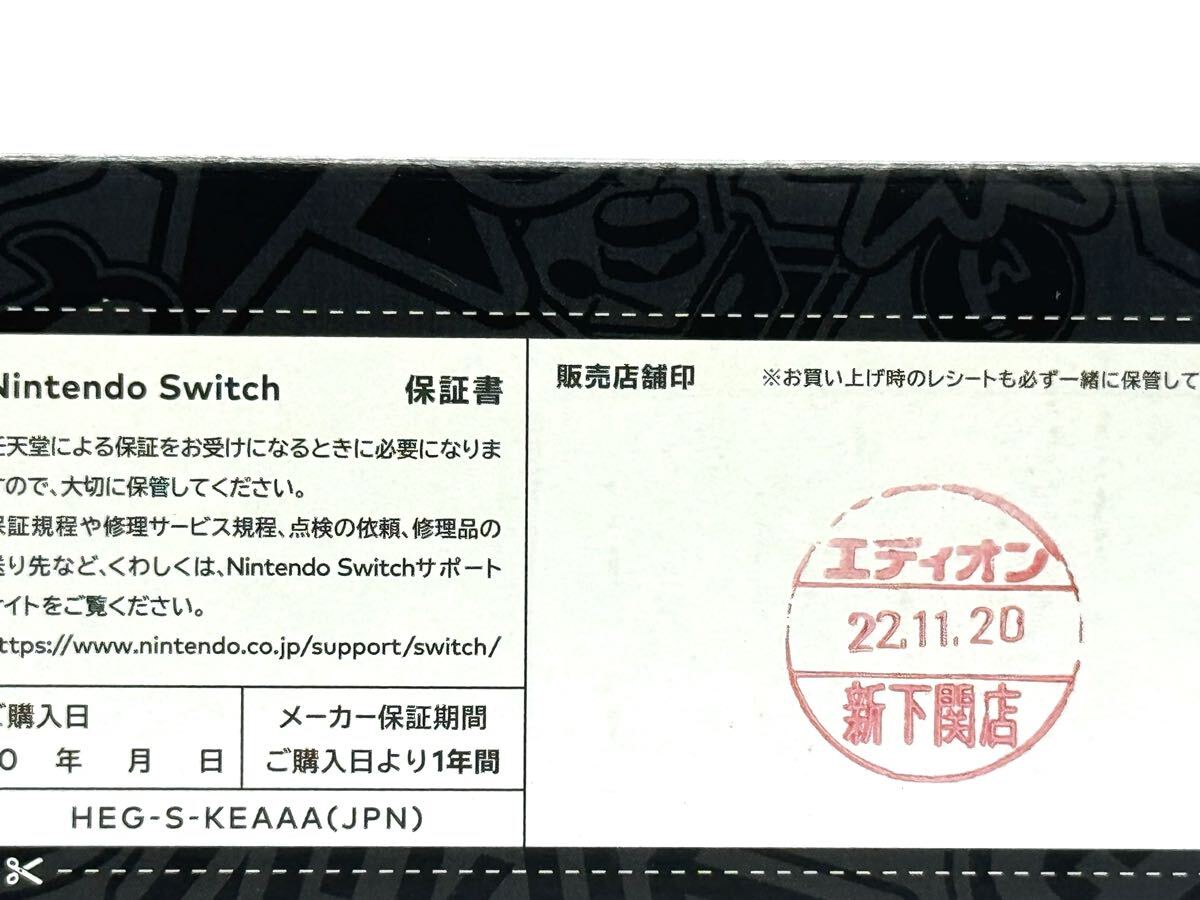 Nintendo Switch 保証書
任天堂による保証をお受けになるときに必要になりま
すので、大切に保管してください。
保証規程や修理サービス規程、点検の依頼、修理品の
送り先など、くわしくは、Nintendo Switchサポート
サイトをご覧ください。
https://www.nintendo.co.jp/support/switch/
ご購入日
0 年 月 日
メーカー保証期間
ご購入日より1年間
HEG-S-KEAAA(JPN)
販売店舗印 ※お買い上げ時のレシートも必ず一緒に保管して
エディオン
22.11.20
新下関店